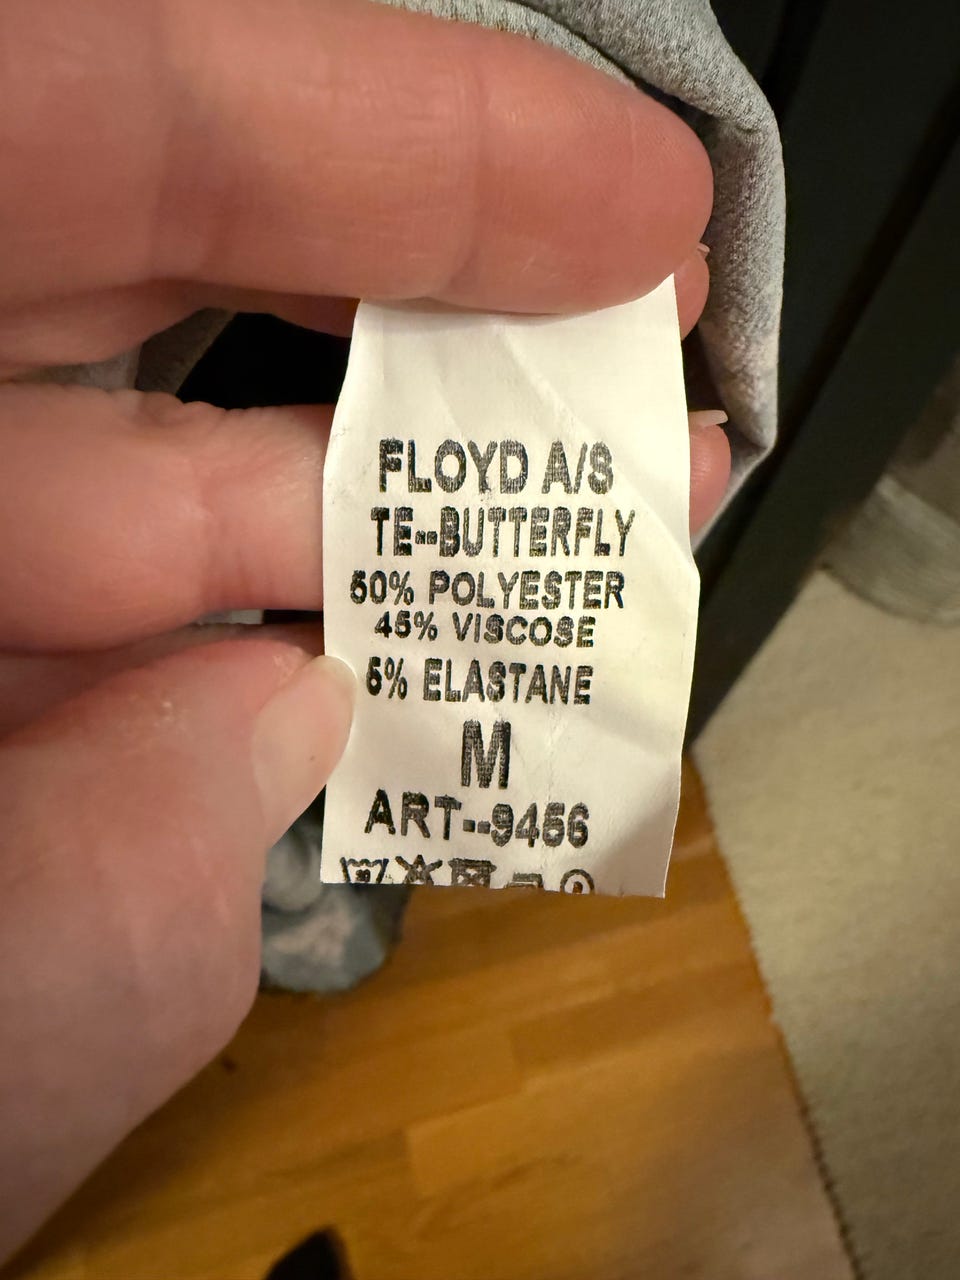 FLOYD A/S
TE--BUTTERFLY
50% POLYESTER
45% VISCOSE
5% ELASTANE
M
ART--9456